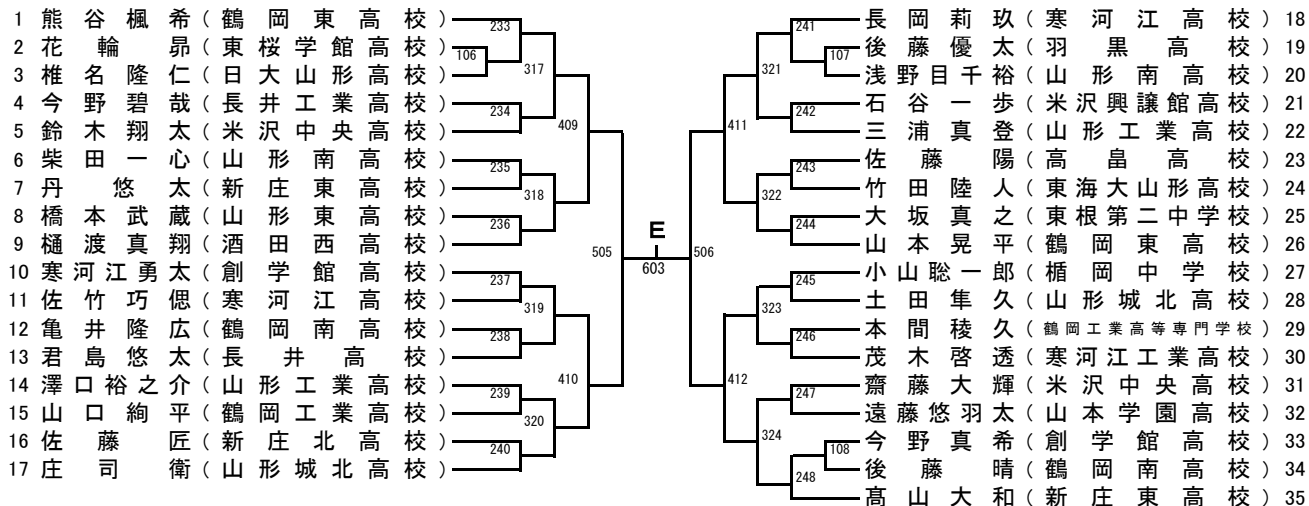 1 熊谷楓希(鶴岡東高校)
2 花輪昴(東桜学館高校)
3 椎名隆仁(日大山形高校)
4 今野碧哉(長井工業高校)
5 鈴木翔太(米沢中央高校)
6 柴田一心(山形南高校)
7 丹悠太(新庄東高校)
8 橋本武蔵(山形東高校)
9 樋渡真翔(酒田西高校)
10 寒河江勇太(創学館高校)
11 佐竹巧偲(寒河江高校)
12 亀井隆広(鶴岡南高校)
13 君島悠太(長井高校)
14 澤口裕之介(山形工業高校)
15 山口絢平(鶴岡工業高校)
16 佐藤匠(新庄北高校)
17 庄司衛(山形城北高校)
233
106
317
234
409
235
318
236
505
237
319
238
410
239
320
240
E
603
241
107
321
242
411
243
322
244
506
245
323
246
412
247
324
108
248
長岡莉玖(寒河江高校) 18
後藤優太(羽黒高校) 19
浅野目千裕(山形南高校) 20
石谷一歩(米沢興譲館高校) 21
三浦真登(山形工業高校) 22
佐藤陽(高畠高校) 23
竹田陸人(東海大山形高校) 24
大坂真之(東根第二中学校) 25
山本晃平(鶴岡東高校) 26
小山聡一郎(楯岡中学校) 27
土田隼久(山形城北高校) 28
本間稜久(鶴岡工業高等専門学校) 29
茂木啓透(寒河江工業高校) 30
齋藤大輝(米沢中央高校) 31
遠藤悠羽太(山本学園高校) 32
今野真希(創学館高校) 33
後藤晴(鶴岡南高校) 34
髙山大和(新庄東高校) 35